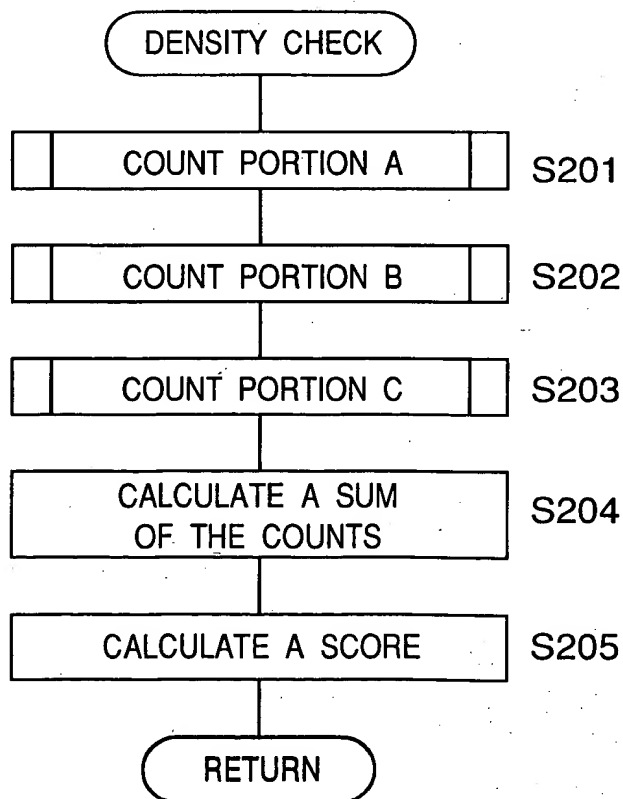 DENSITY CHECK
COUNT PORTION A
S201
COUNT PORTION B
S202
COUNT PORTION C
S203
CALCULATE A SUM
OF THE COUNTS
S204
CALCULATE A SCORE
S205
RETURN